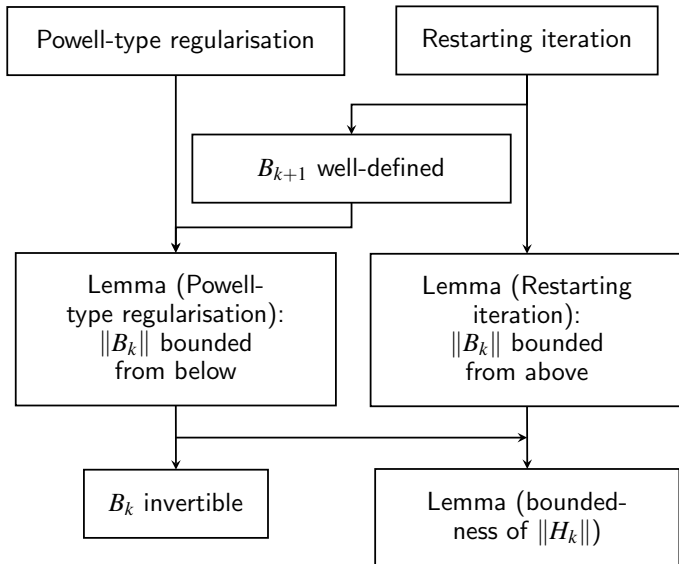 Powell-type regularisation
Restarting iteration
B_{k+1} well-defined
Lemma (Powell-
type regularisation):
‖B_k‖ bounded
from below
Lemma (Restarting
iteration):
‖B_k‖ bounded
from above
B_k invertible
Lemma (bounded-
ness of ‖H_k‖)